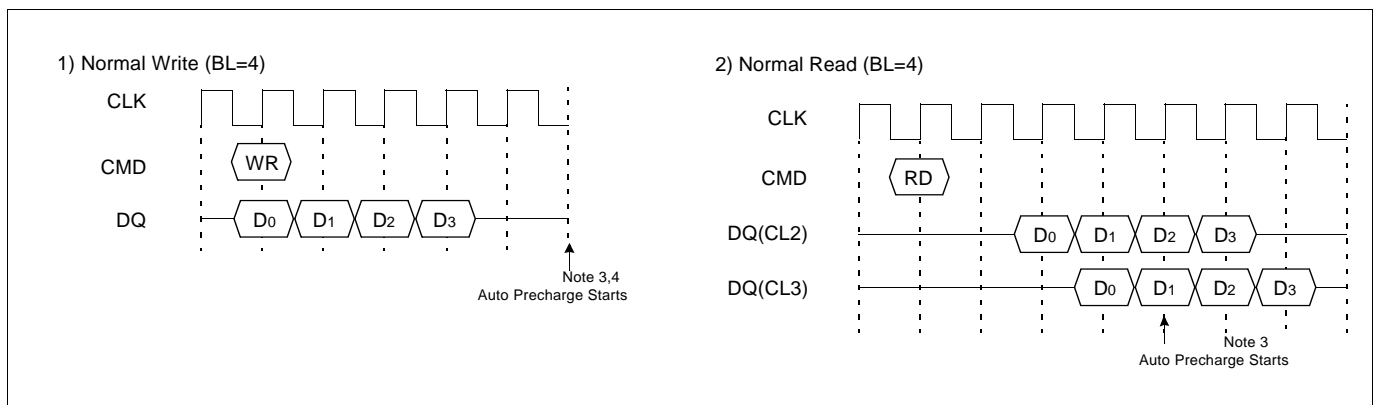 1) Normal Write (BL=4)
CLK
CMD
WR
DQ
D0
D1
D2
D3
Note 3,4
Auto Precharge Starts
2) Normal Read (BL=4)
CLK
CMD
RD
DQ(CL2)
D0
D1
D2
D3
DQ(CL3)
D0
D1
D2
D3
Note 3
Auto Precharge Starts